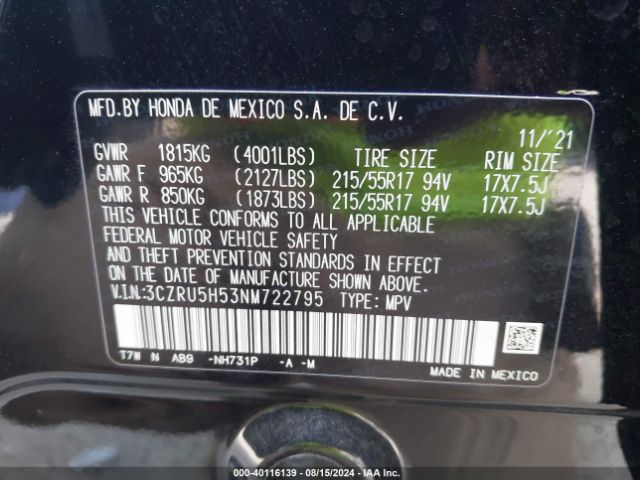 MFD.BY HONDA DE MEXICO S.A. DE C.V.
11/'21
GVWR 1815KG (4001LBS) TIRE SIZE RIM SIZE
GAWR F 965KG (2127LBS) 215/55R17 94V 17X7.5J
GAWR R 850KG (1873LBS) 215/55R17 94V 17X7.5J
THIS VEHICLE CONFORMS TO ALL APPLICABLE
FEDERAL MOTOR VEHICLE SAFETY
AND THEFT PREVENTION STANDARDS IN EFFECT
ON THE DATE OF MANUFACTURE SHOWN ABOVE.
V.I.N.:3CZRU5H53NM722795 TYPE: MPV
T7W N AB9 -NH731P -A -M
MADE IN MEXICO
000-40116139 - 08/15/2024 - IAA Inc.